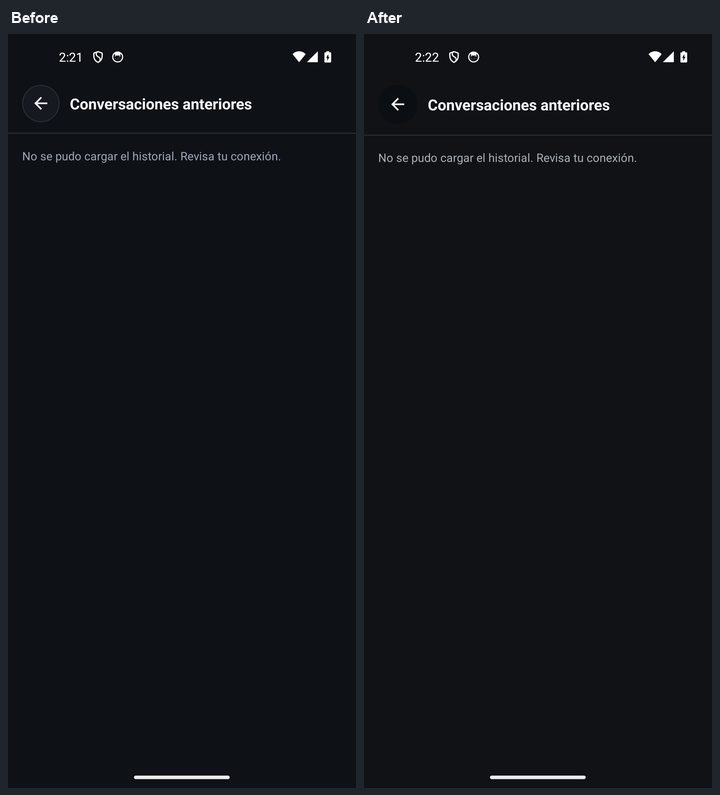 Before
2:21
Conversaciones anteriores
No se pudo cargar el historial. Revisa tu conexión.
After
2:22
Conversaciones anteriores
No se pudo cargar el historial. Revisa tu conexión.